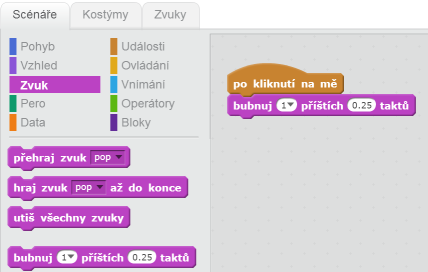 Scénáře Kostýmy Zvuky
Pohyb Události
Vzhled Ovládání
Zvuk Vnímání
Pero Operátory
Data Bloky
přehraj zvuk pop
hraj zvuk pop až do konce
utiš všechny zvuky
bubnuj 1 příštích 0.25 taktů
po kliknutí na mě
bubnuj 1 příštích 0.25 taktů